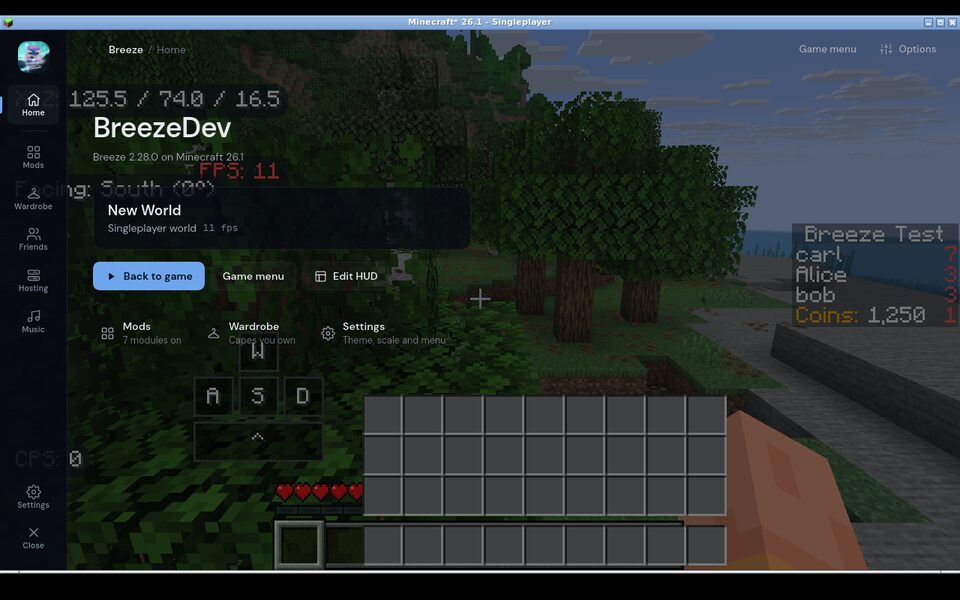 Minecraft* 26.1 - Singleplayer
Breeze / Home
Game menu
Options
125.5 / 74.0 / 16.5
Home
BreezeDev
Breeze 2.28.0 on Minecraft 26.1
FPS: 11
Mods
Facing: South (0°)
Wardrobe
New World
Singleplayer world 11 fps
Friends
Breeze Test
carl 7
Alice 3
bob 3
Coins: 1,250 1
Back to game
Game menu
Edit HUD
Hosting
Music
Mods
7 modules on
Wardrobe
Capes you own
Settings
Theme, scale and menu
W
A S D
^
CPS: 0
Settings
Close